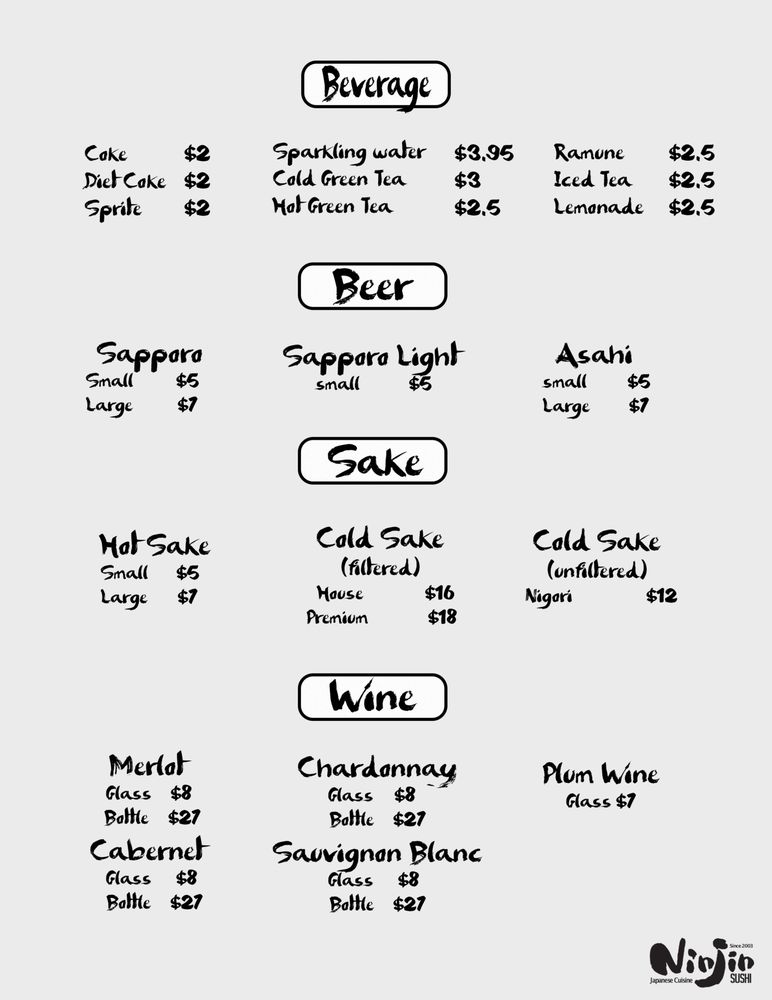 Beverage
Coke $2 Sparkling water $3.95 Ramune $2.5
Diet Coke $2 Cold Green Tea $3 Iced Tea $2.5
Sprite $2 Hot Green Tea $2.5 Lemonade $2.5
Beer
Sapporo Sapporo Light Asahi
Small $5 small $5 small $5
Large $7 Large $7
Sake
Hot Sake Cold Sake Cold Sake
(filtered) (unfiltered)
Small $5 House $16 Nigori $12
Large $7 Premium $18
Wine
Merlot Chardonnay Plum Wine
Glass $8 Glass $8 Glass $7
Bottle $27 Bottle $27
Cabernet Sauvignon Blanc
Glass $8 Glass $8
Bottle $27 Bottle $27
Since 2003
Ninjin
Japanese Cuisine SUSHI